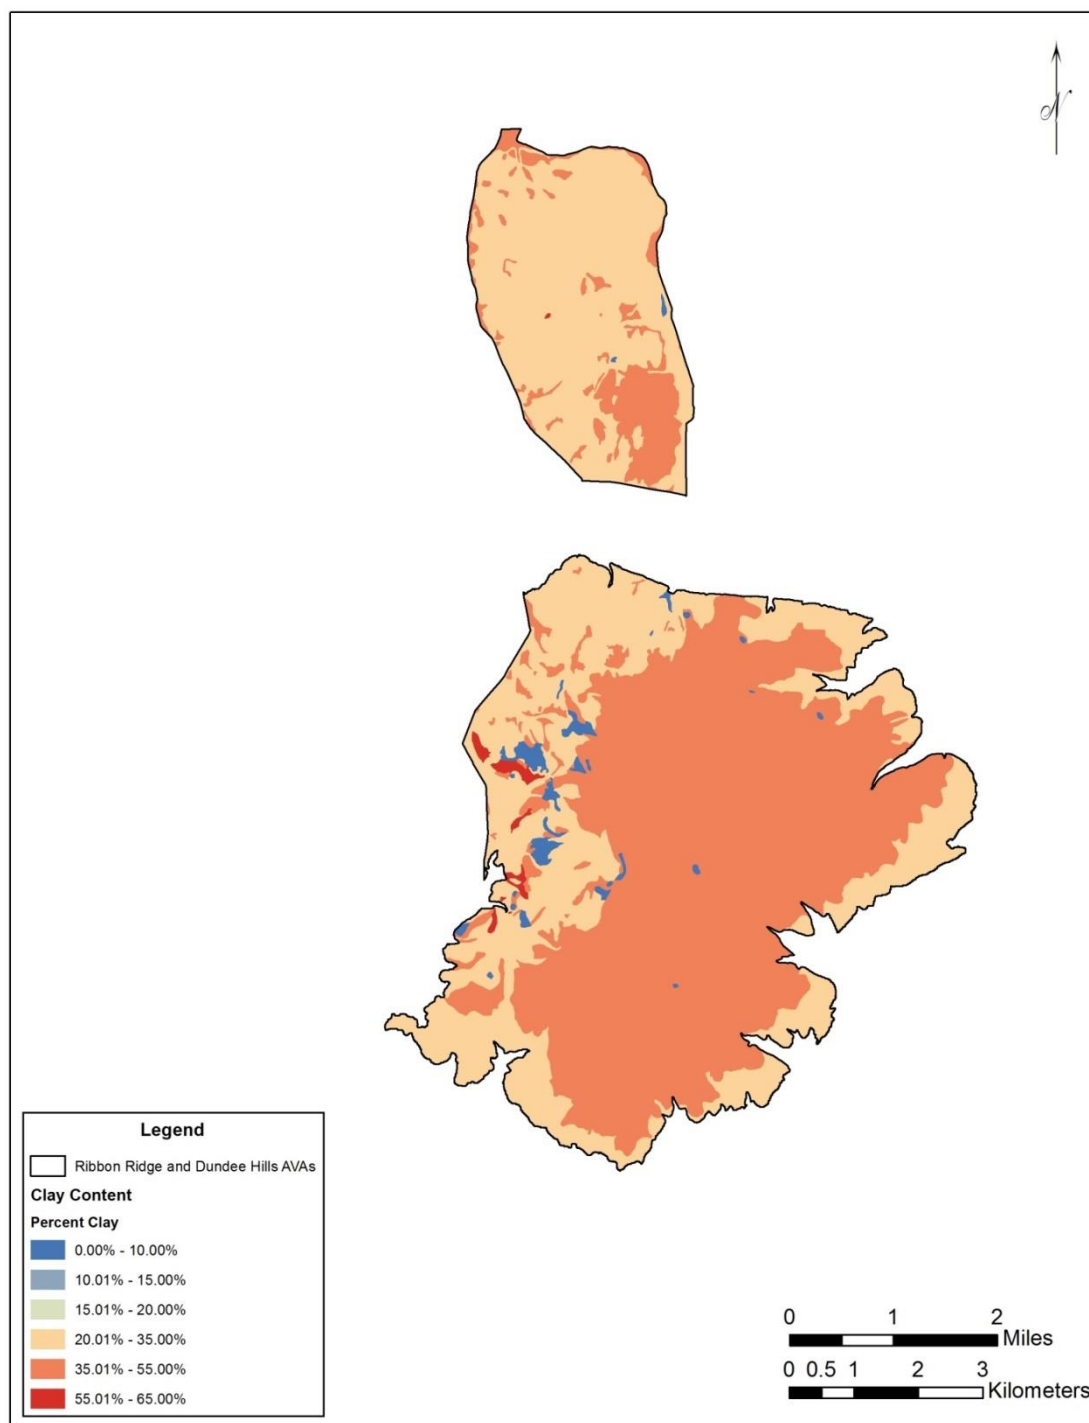 N
Legend
Ribbon Ridge and Dundee Hills AVAs
Clay Content
Percent Clay
0.00% - 10.00%
10.01% - 15.00%
15.01% - 20.00%
20.01% - 35.00%
35.01% - 55.00%
55.01% - 65.00%
0 1 2
Miles
0 0.5 1 2 3
Kilometers